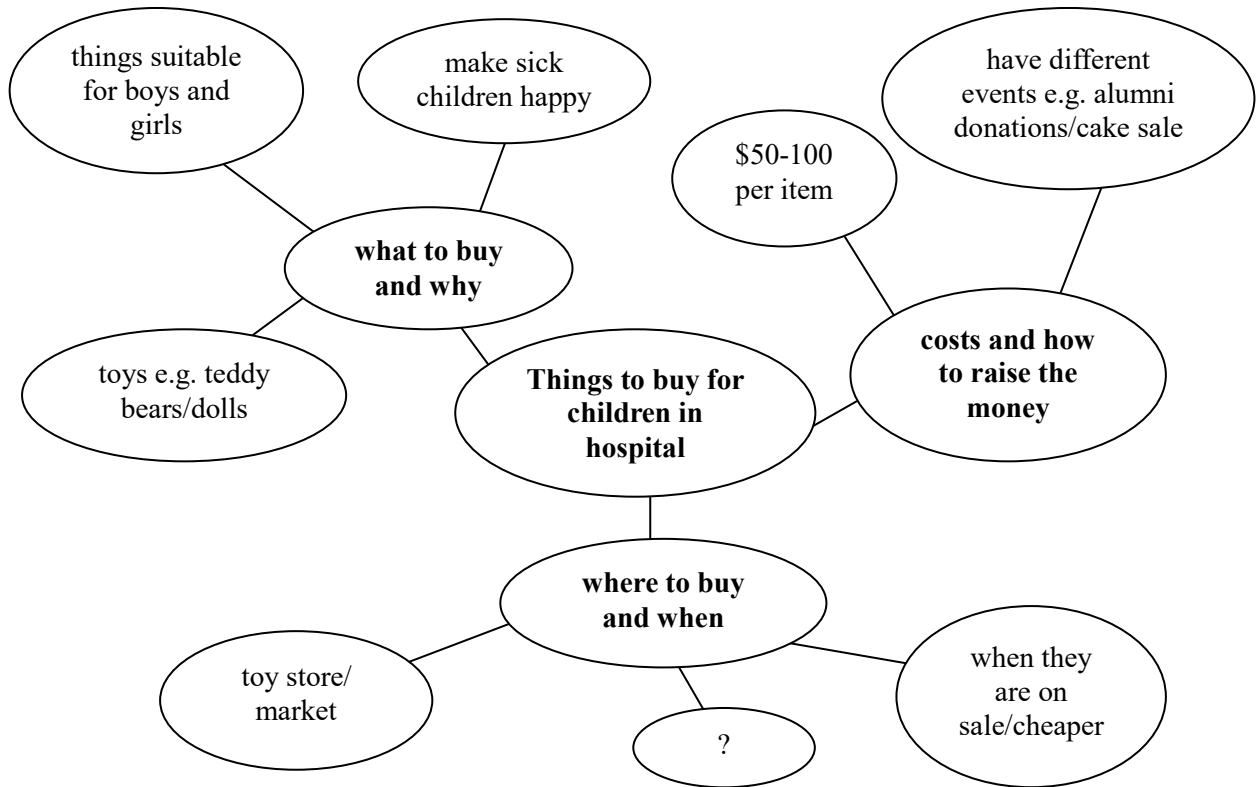 things suitable
for boys and
girls
make sick
children happy
have different
events e.g. alumni
donations/cake sale
$50-100
per item
what to buy
and why
costs and how
to raise the
money
toys e.g. teddy
bears/dolls
Things to buy for
children in
hospital
where to buy
and when
toy store/
market
?
when they
are on
sale/cheaper